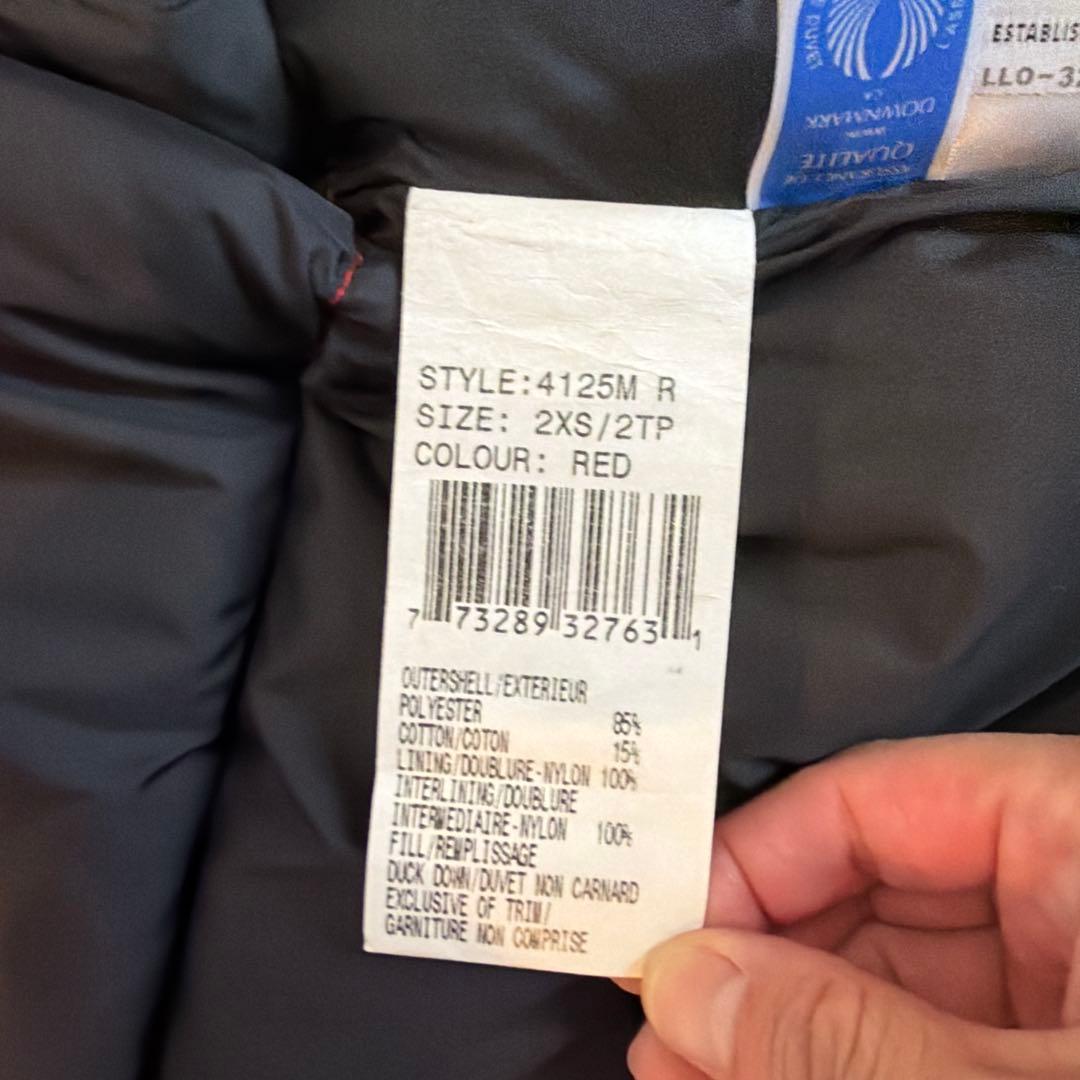 ESTABLIS
LLO-32
DOWNMARK
QUALITE
STYLE:4125M R
SIZE: 2XS/2TP
COLOUR: RED
7 73289 32763 1
OUTERSHELL/EXTERIEUR
POLYESTER 85%
COTTON/COTON 15%
LINING/DOUBLURE-NYLON 100%
INTERLINING/DOUBLURE
INTERMEDIAIRE-NYLON 100%
FILL/REMPLISSAGE
DUCK DOWN/DUVET NON CARNARD
EXCLUSIVE OF TRIM/
GARNITURE NON COMPRISE